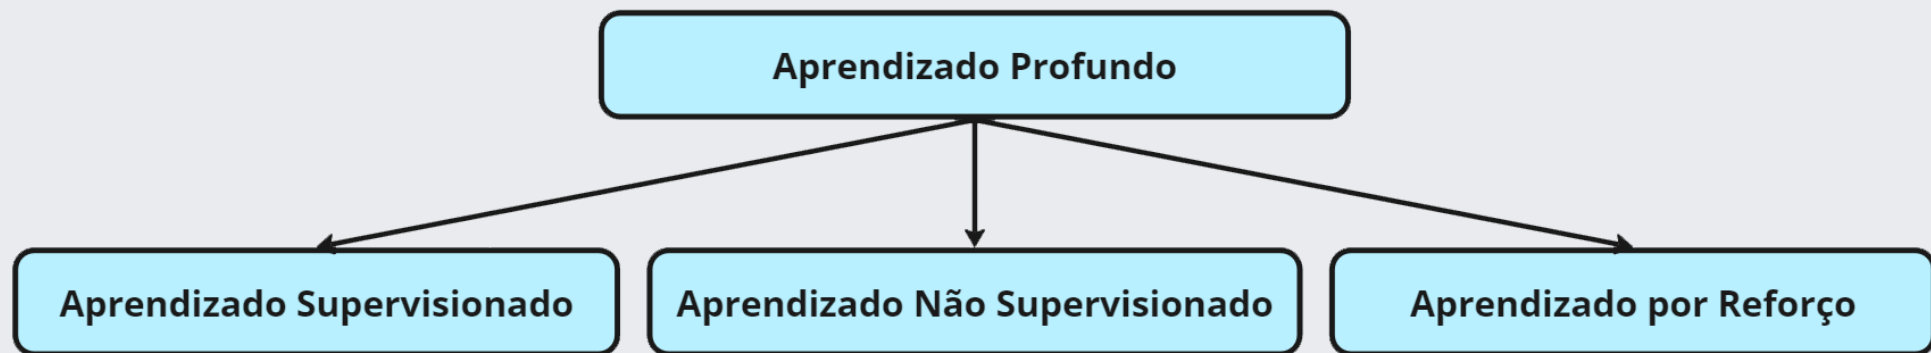 Aprendizado Profundo
Aprendizado Supervisionado
Aprendizado Não Supervisionado
Aprendizado por Reforço